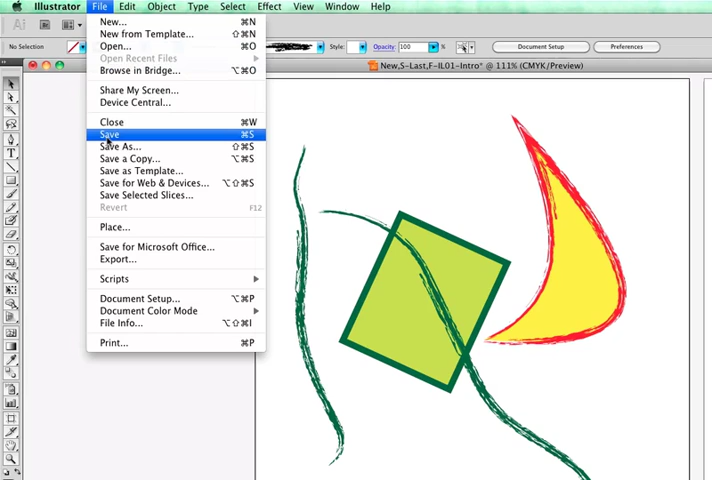 Illustrator File Edit Object Type Select Effect View Window Help
Ai Br
No Selection Style: Opacity: 100 Document Setup Preferences
New,S-Last,F-IL01-Intro* @ 111% (CMYK/Preview)
New... ⌘N
New from Template... ⇧⌘N
Open... ⌘O
Open Recent Files
Browse in Bridge... ⌥⌘O
Share My Screen...
Device Central...
Close ⌘W
Save ⌘S
Save As... ⇧⌘S
Save a Copy... ⌥⌘S
Save as Template...
Save for Web & Devices... ⌥⇧⌘S
Save Selected Slices...
Revert F12
Place...
Save for Microsoft Office...
Export...
Scripts
Document Setup... ⌥⌘P
Document Color Mode
File Info... ⌥⇧⌘I
Print... ⌘P